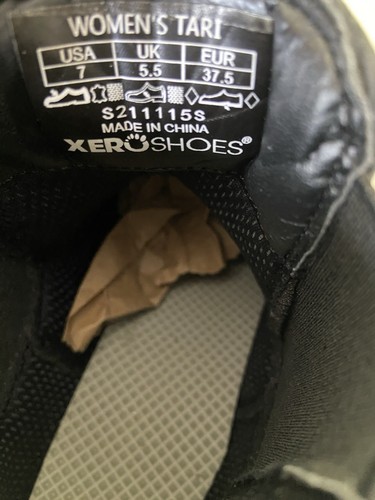 WOMEN'S TARI
USA UK EUR
7 5.5 37.5
S211115S
MADE IN CHINA
XEROSHOES®